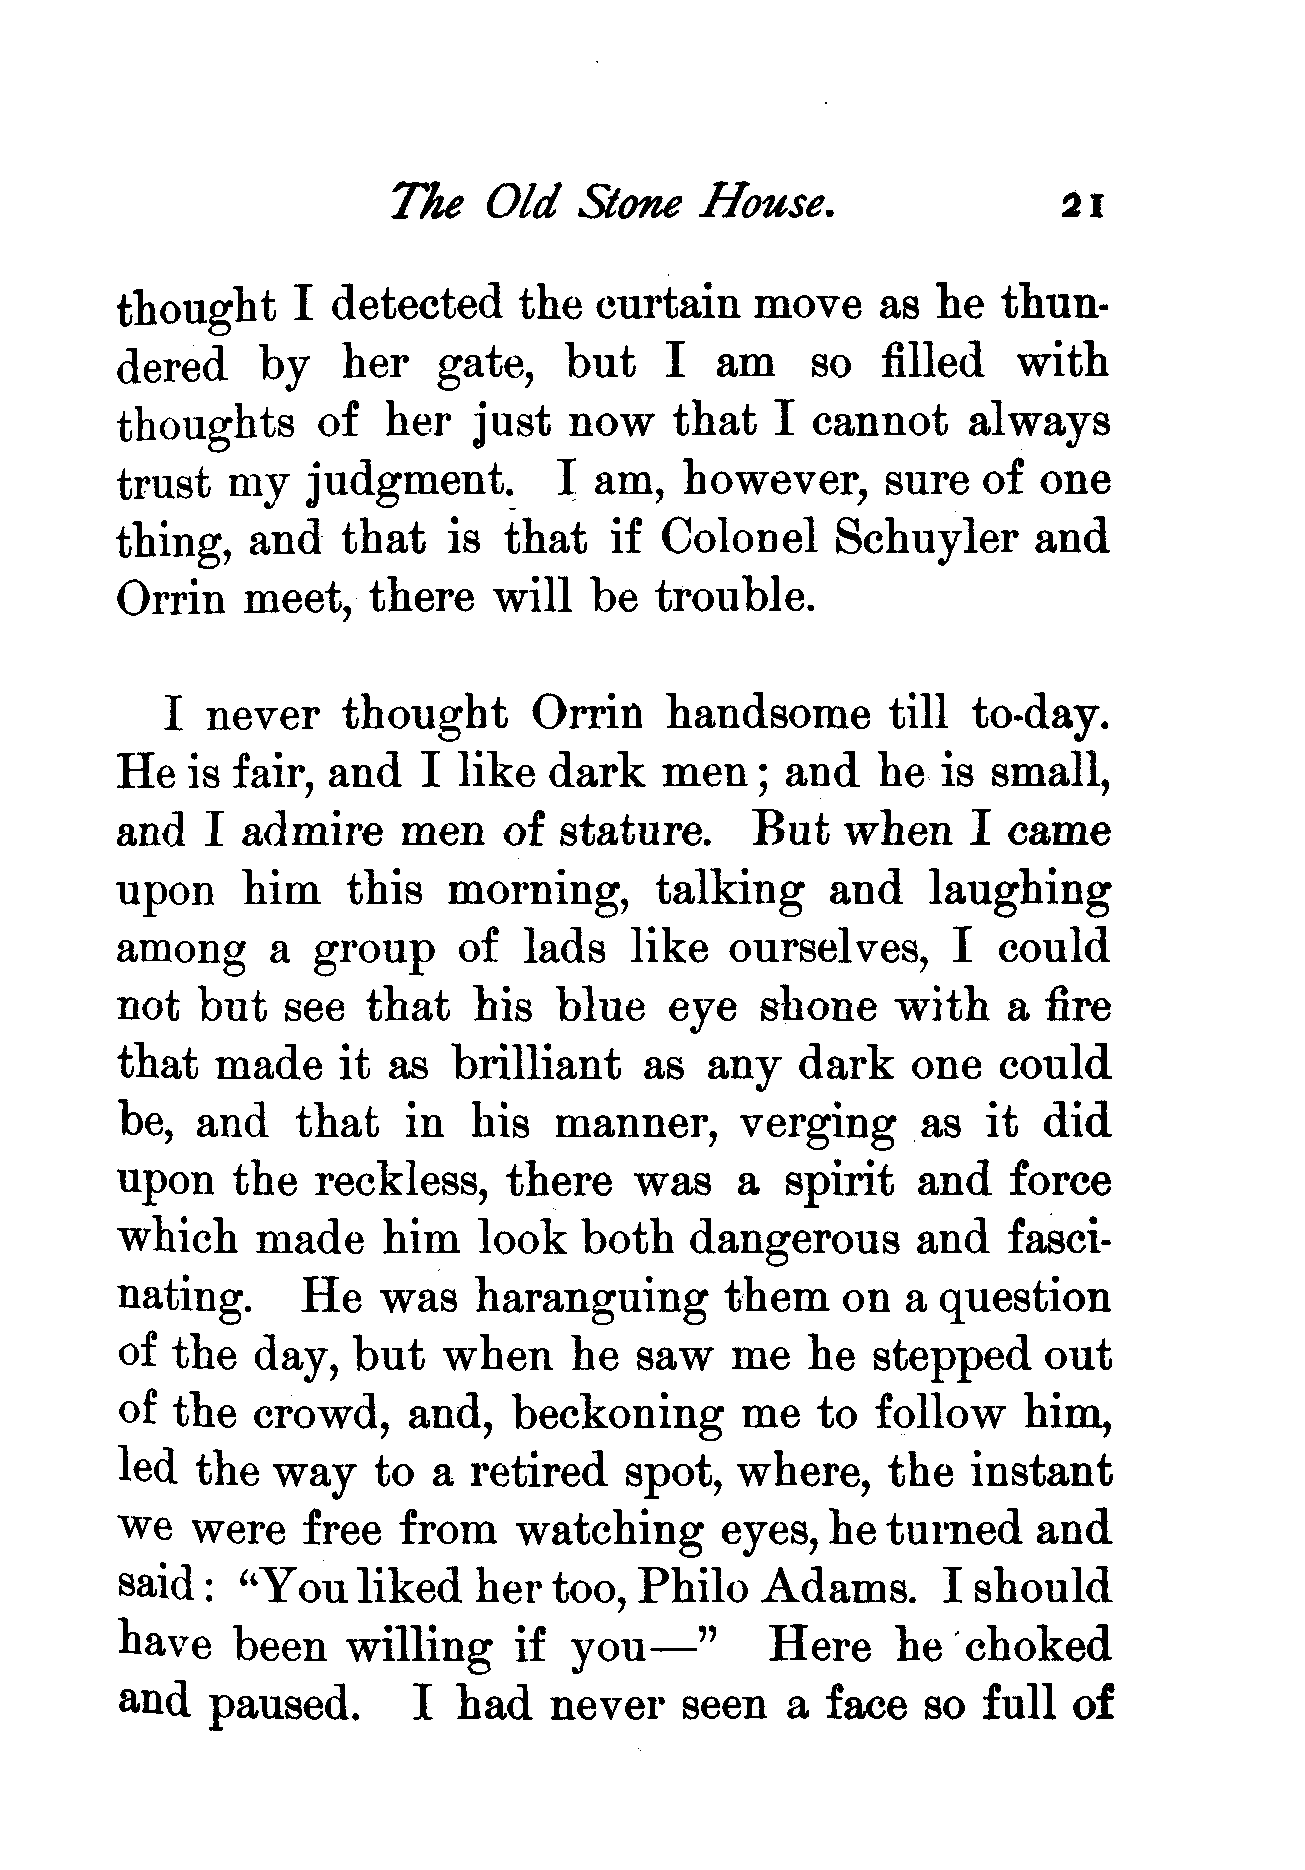 The Old Stone House. 21
thought I detected the curtain move as he thun-
dered by her gate, but I am so filled with
thoughts of her just now that I cannot always
trust my judgment. I am, however, sure of one
thing, and that is that if Colonel Schuyler and
Orrin meet, there will be trouble.
I never thought Orrin handsome till to-day.
He is fair, and I like dark men; and he is small,
and I admire men of stature. But when I came
upon him this morning, talking and laughing
among a group of lads like ourselves, I could
not but see that his blue eye shone with a fire
that made it as brilliant as any dark one could
be, and that in his manner, verging as it did
upon the reckless, there was a spirit and force
which made him look both dangerous and fasci-
nating. He was haranguing them on a question
of the day, but when he saw me he stepped out
of the crowd, and, beckoning me to follow him,
led the way to a retired spot, where, the instant
we were free from watching eyes, he turned and
said: “You liked her too, Philo Adams. I should
have been willing if you—” Here he choked
and paused. I had never seen a face so full of